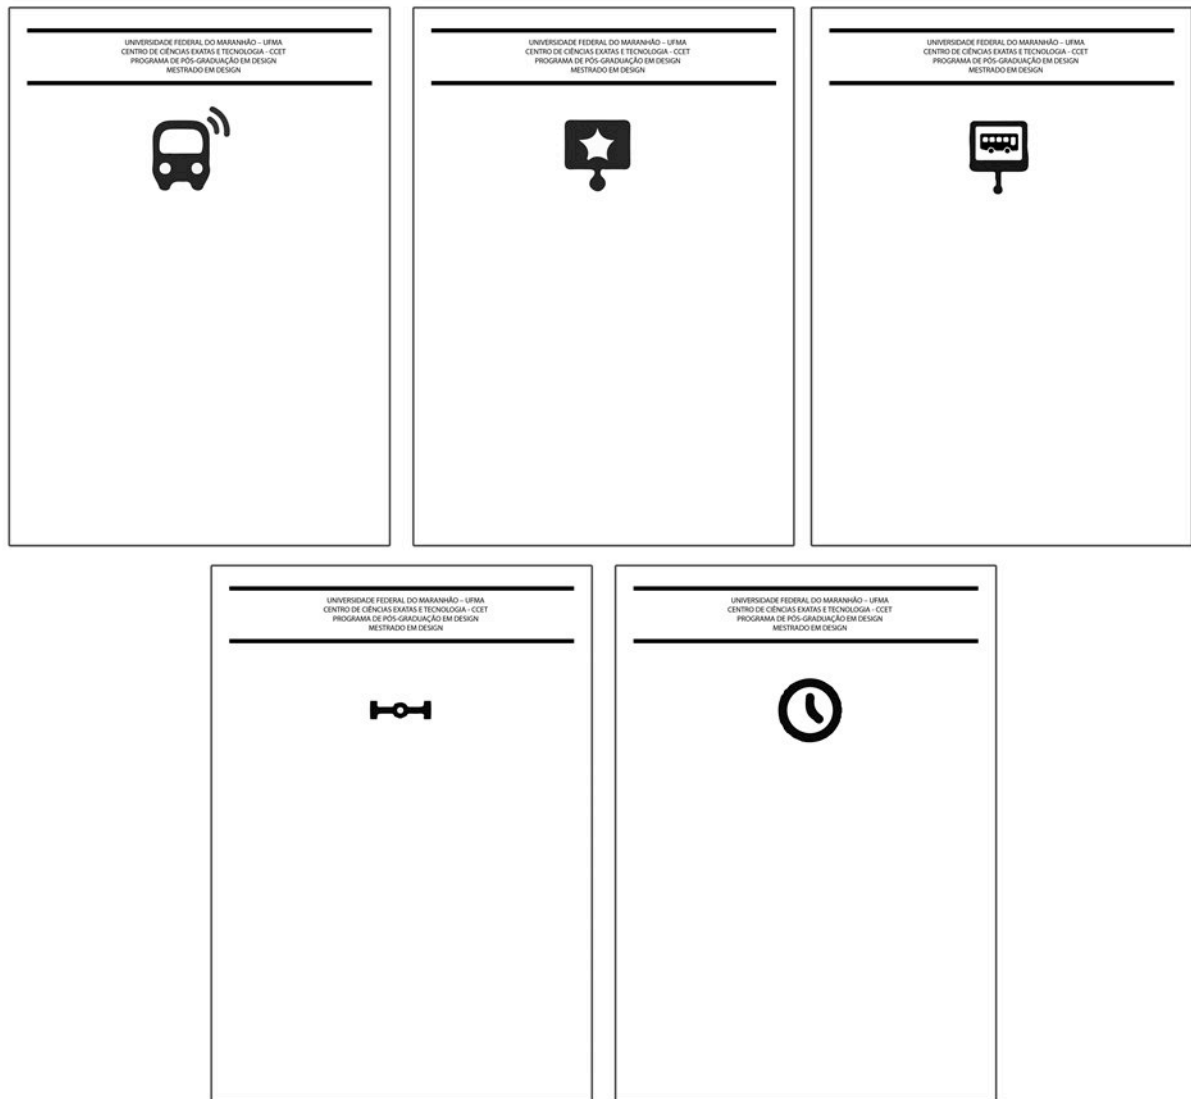 UNIVERSIDADE FEDERAL DO MARANHÃO – UFMA
CENTRO DE CIÊNCIAS EXATAS E TECNOLOGIA - CCET
PROGRAMA DE PÓS-GRADUAÇÃO EM DESIGN
MESTRADO EM DESIGN
UNIVERSIDADE FEDERAL DO MARANHÃO – UFMA
CENTRO DE CIÊNCIAS EXATAS E TECNOLOGIA - CCET
PROGRAMA DE PÓS-GRADUAÇÃO EM DESIGN
MESTRADO EM DESIGN
UNIVERSIDADE FEDERAL DO MARANHÃO – UFMA
CENTRO DE CIÊNCIAS EXATAS E TECNOLOGIA - CCET
PROGRAMA DE PÓS-GRADUAÇÃO EM DESIGN
MESTRADO EM DESIGN
UNIVERSIDADE FEDERAL DO MARANHÃO – UFMA
CENTRO DE CIÊNCIAS EXATAS E TECNOLOGIA - CCET
PROGRAMA DE PÓS-GRADUAÇÃO EM DESIGN
MESTRADO EM DESIGN
UNIVERSIDADE FEDERAL DO MARANHÃO – UFMA
CENTRO DE CIÊNCIAS EXATAS E TECNOLOGIA - CCET
PROGRAMA DE PÓS-GRADUAÇÃO EM DESIGN
MESTRADO EM DESIGN